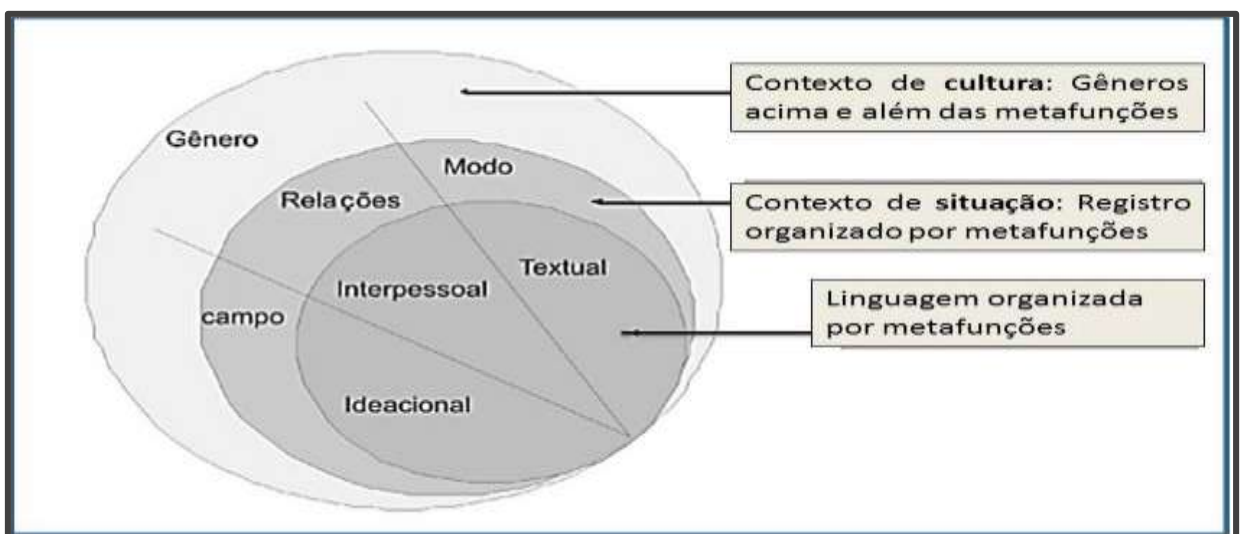 Contexto de cultura: Gêneros
acima e além das metafunções
Gênero
Modo
Relações
Contexto de situação: Registro
organizado por metafunções
Textual
Interpessoal
campo
Linguagem organizada
por metafunções
Ideacional